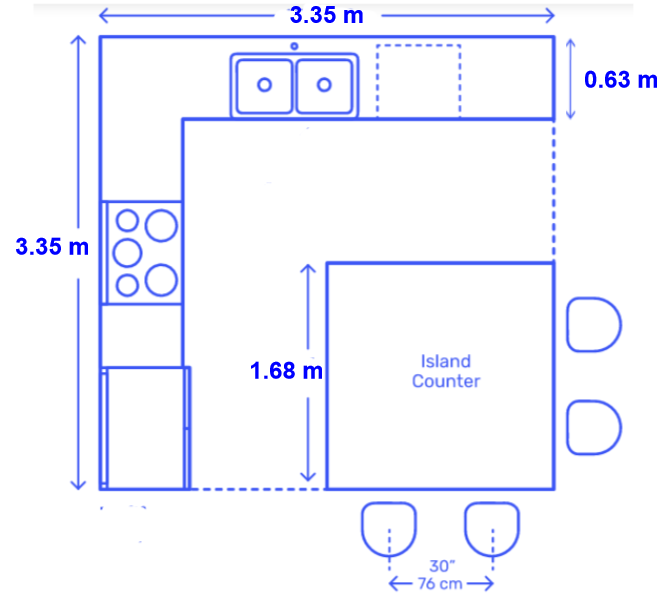 3.35 m
0.63 m
3.35 m
1.68 m
Island
Counter
30"
76 cm